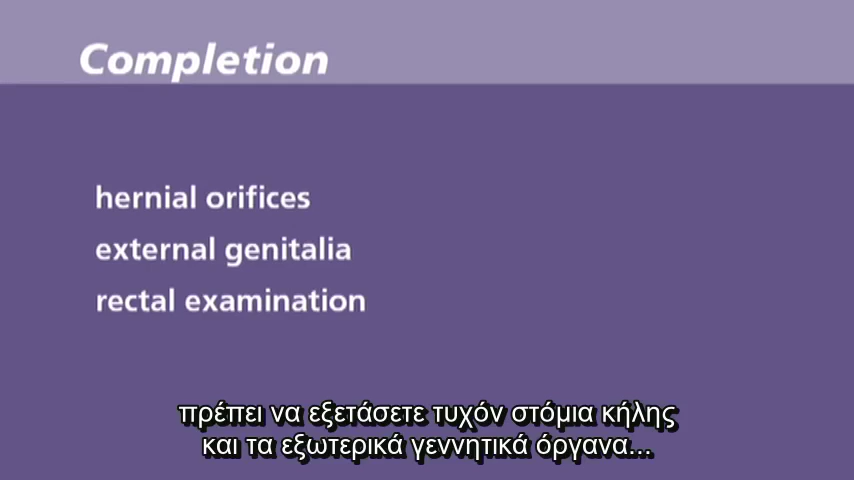 Completion
hernial orifices
external genitalia
rectal examination
πρέπει να εξετάσετε τυχόν στόμια κήλης
και τα εξωτερικά γεννητικά όργανα...